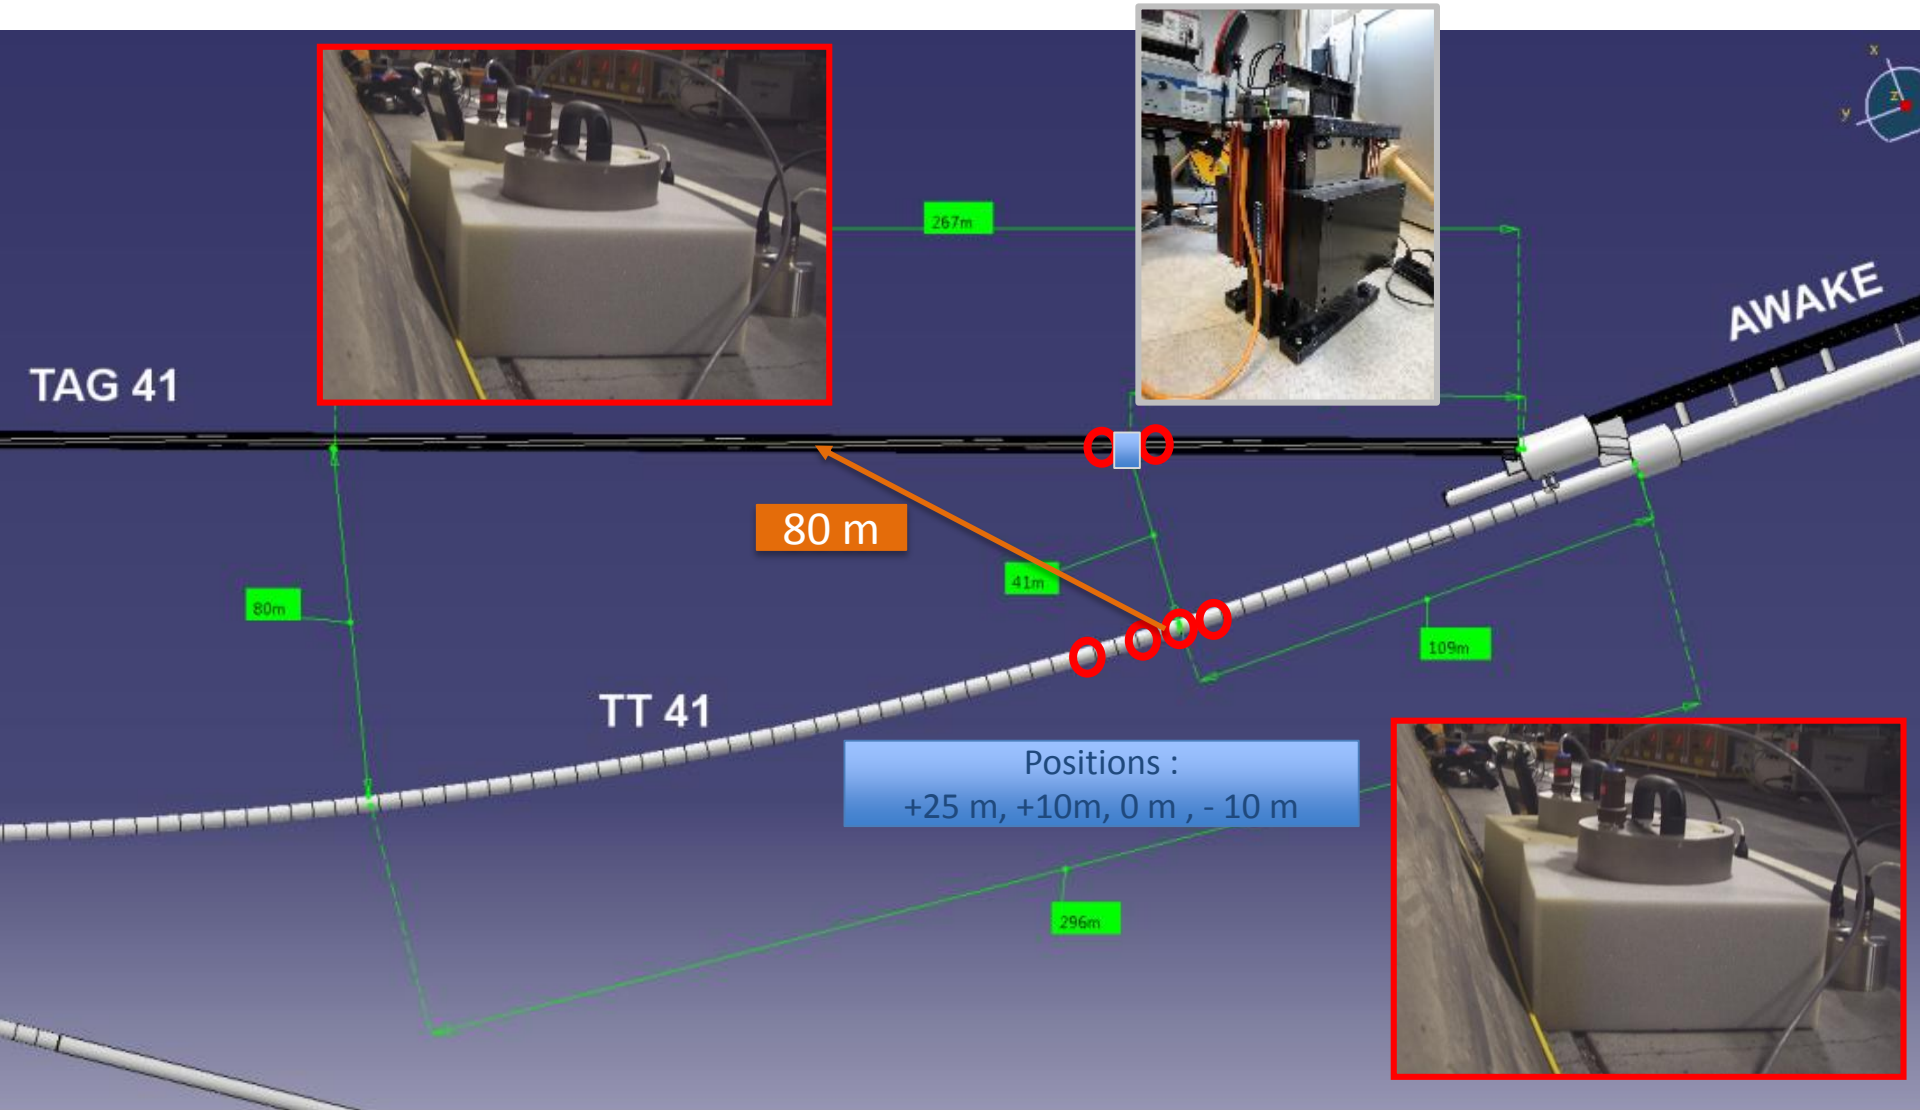 x
y
z
267m
AWAKE
TAG 41
80 m
41m
80m
109m
TT 41
Positions :
+25 m, +10m, 0 m , - 10 m
296m